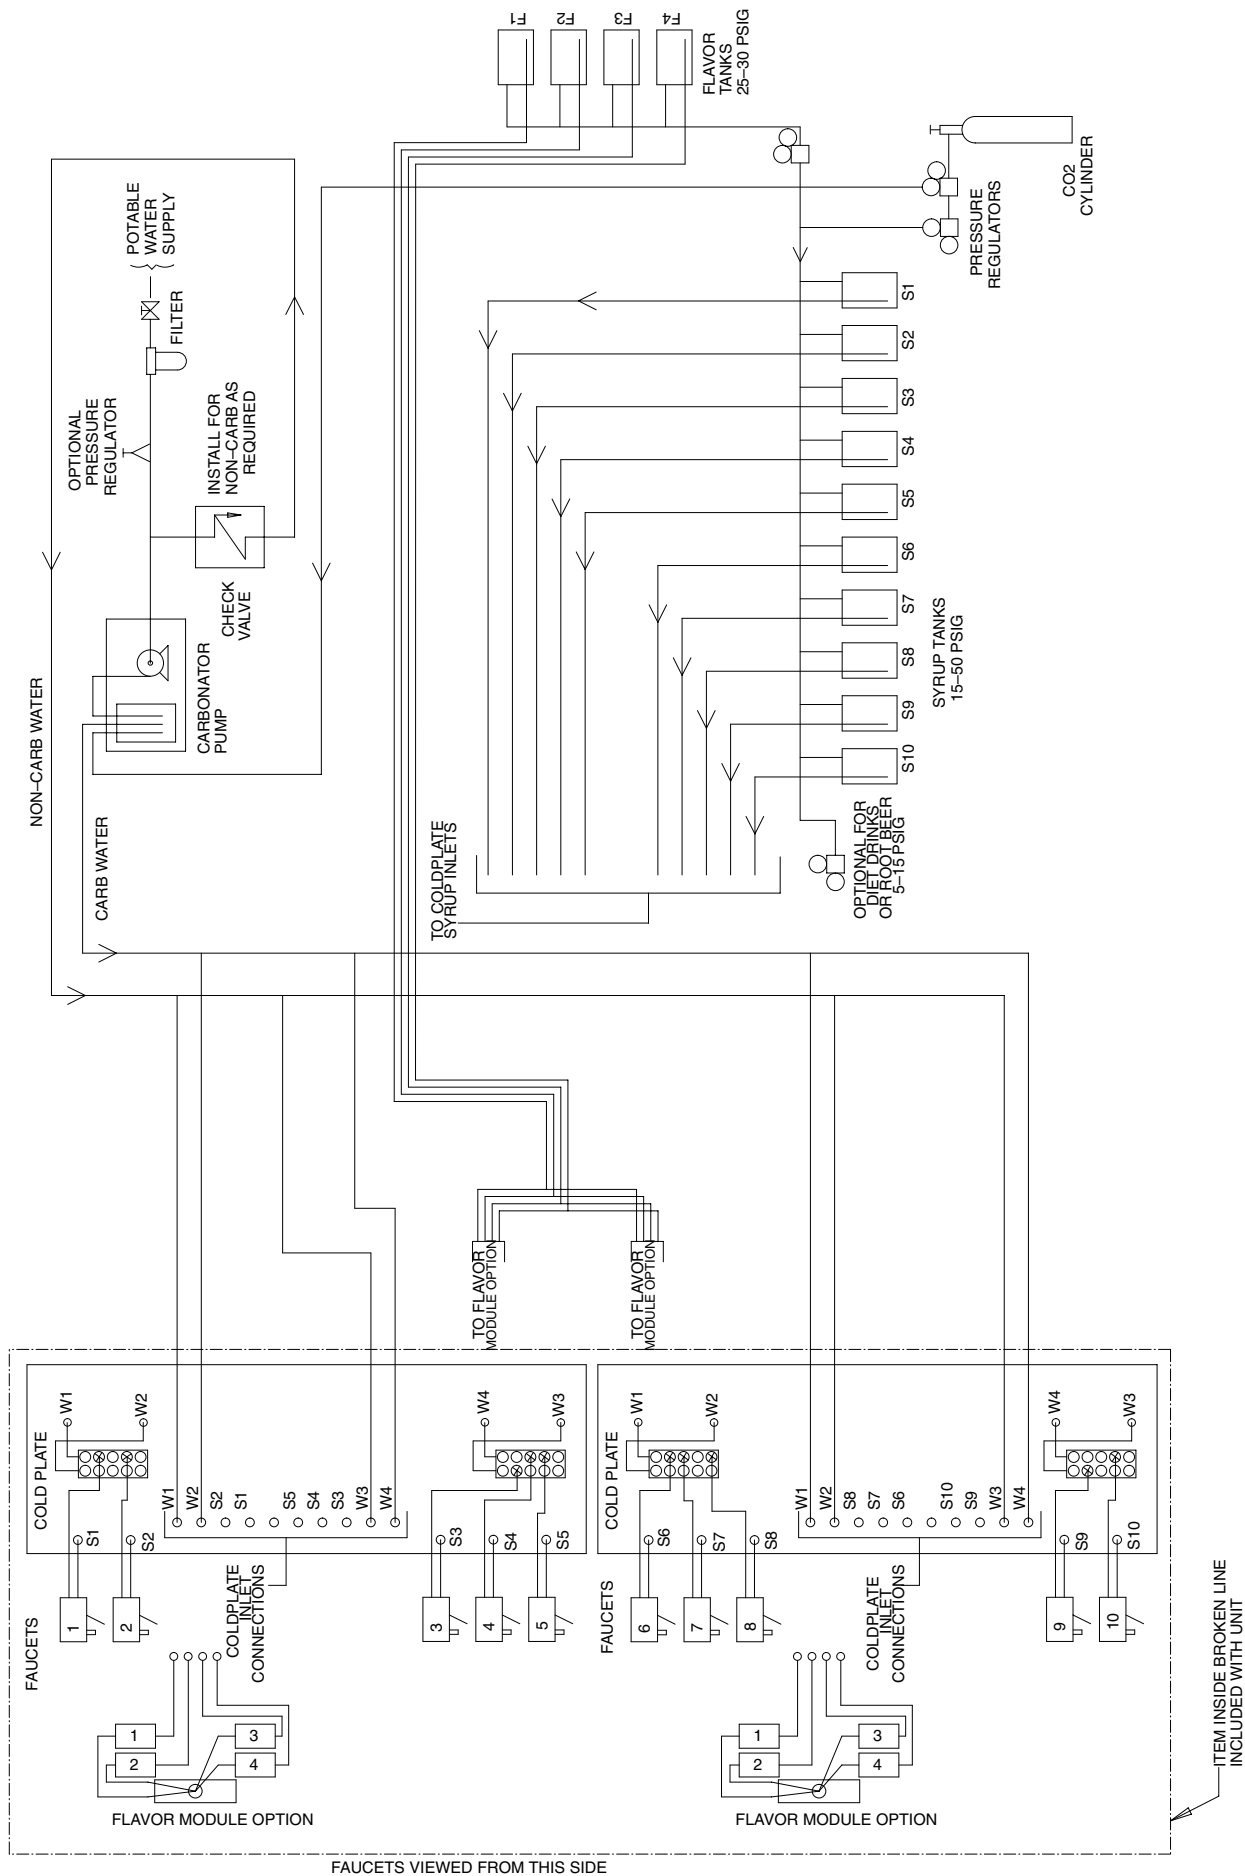 F1
F2
F3
F4
FLAVOR
TANKS
25–30 PSIG
POTABLE
WATER
SUPPLY
FILTER
OPTIONAL
PRESSURE
REGULATOR
INSTALL FOR
NON–CARB AS
REQUIRED
CHECK
VALVE
CARBONATOR
PUMP
NON–CARB WATER
CARB WATER
CO2
CYLINDER
PRESSURE
REGULATORS
S1
S2
S3
S4
S5
S6
S7
S8
S9
S10
SYRUP TANKS
15–50 PSIG
OPTIONAL FOR
DIET DRINKS
OR ROOT BEER
5–15 PSIG
TO COLDPLATE
SYRUP INLETS
TO FLAVOR
MODULE OPTION
TO FLAVOR
MODULE OPTION
COLD PLATE
W1
W2
W4
W3
W1
W2
S2
S1
S5
S4
S3
W3
W4
S1
S2
S3
S4
S5
COLDPLATE
INLET
CONNECTIONS
FAUCETS
1
2
3
4
5
COLD PLATE
W1
W2
W4
W3
W1
W2
S8
S7
S6
S10
S9
W3
W4
S6
S7
S8
S9
S10
COLDPLATE
INLET
CONNECTIONS
FAUCETS
6
7
8
9
10
1
2
3
4
FLAVOR MODULE OPTION
1
2
3
4
FLAVOR MODULE OPTION
ITEM INSIDE BROKEN LINE
INCLUDED WITH UNIT
FAUCETS VIEWED FROM THIS SIDE